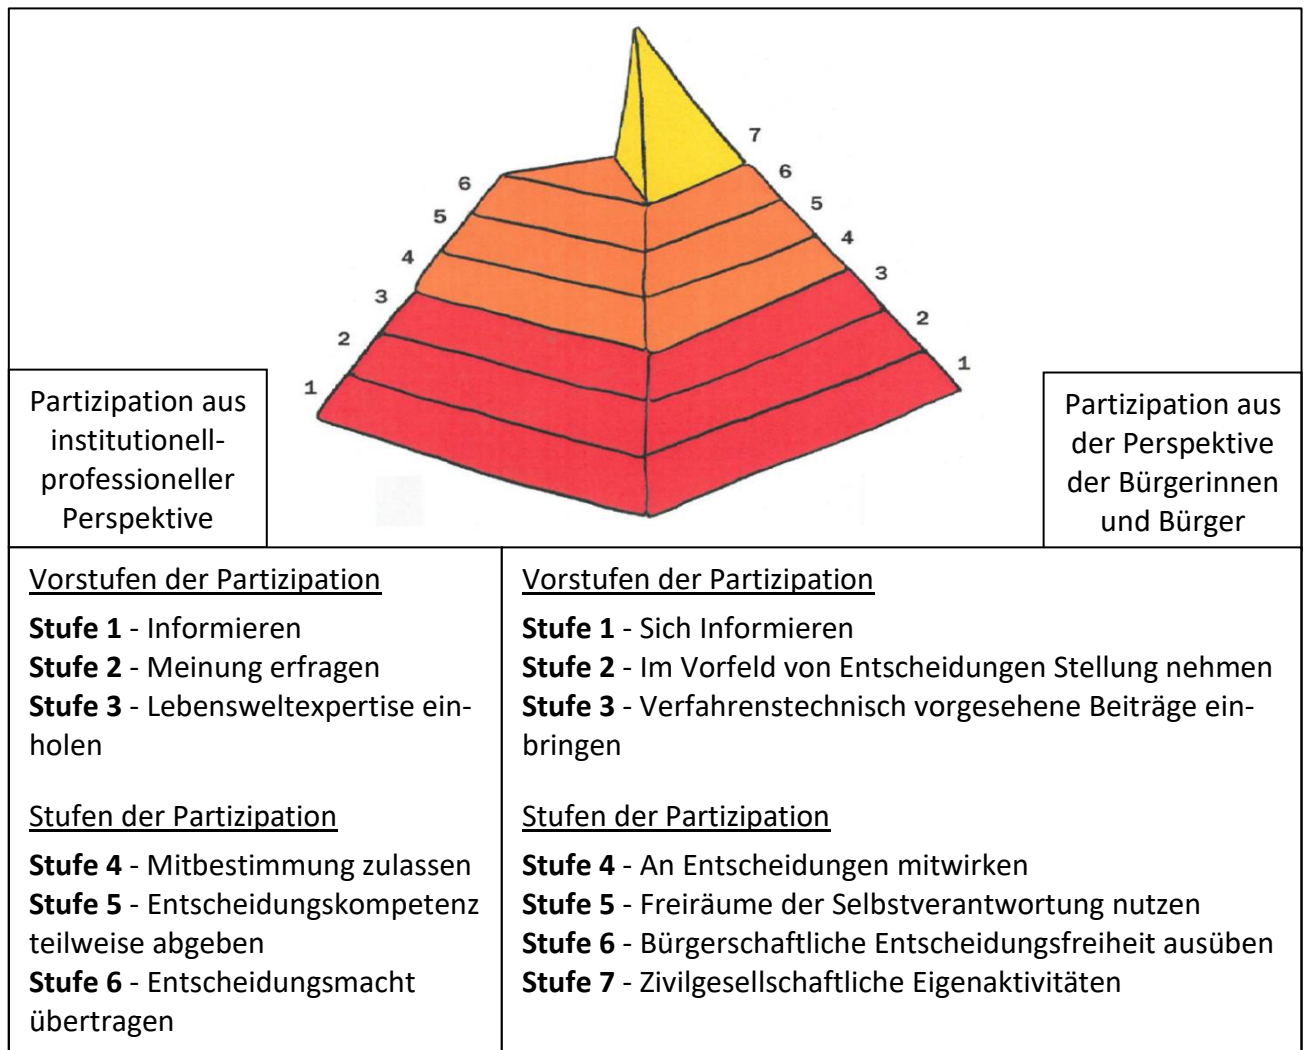 7
6
5
4
3
2
1
6
5
4
3
2
1
Partizipation aus
institutionell-
professioneller
Perspektive
Partizipation aus
der Perspektive
der Bürgerinnen
und Bürger
Vorstufen der Partizipation
Stufe 1 - Informieren
Stufe 2 - Meinung erfragen
Stufe 3 - Lebensweltexpertise ein-
holen
Stufen der Partizipation
Stufe 4 - Mitbestimmung zulassen
Stufe 5 - Entscheidungskompetenz
teilweise abgeben
Stufe 6 - Entscheidungsmacht
übertragen
Vorstufen der Partizipation
Stufe 1 - Sich Informieren
Stufe 2 - Im Vorfeld von Entscheidungen Stellung nehmen
Stufe 3 - Verfahrenstechnisch vorgesehene Beiträge ein-
bringen
Stufen der Partizipation
Stufe 4 - An Entscheidungen mitwirken
Stufe 5 - Freiräume der Selbstverantwortung nutzen
Stufe 6 - Bürgerschaftliche Entscheidungsfreiheit ausüben
Stufe 7 - Zivilgesellschaftliche Eigenaktivitäten